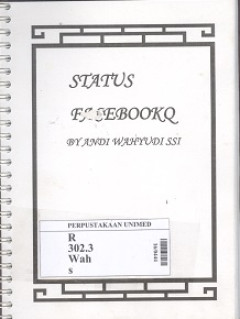 STATUS
FACEBOOKQ
BY ANDI WAHYUDI SSI
PERPUSTAKAAN UNIMED
R
302.3
Wah
s